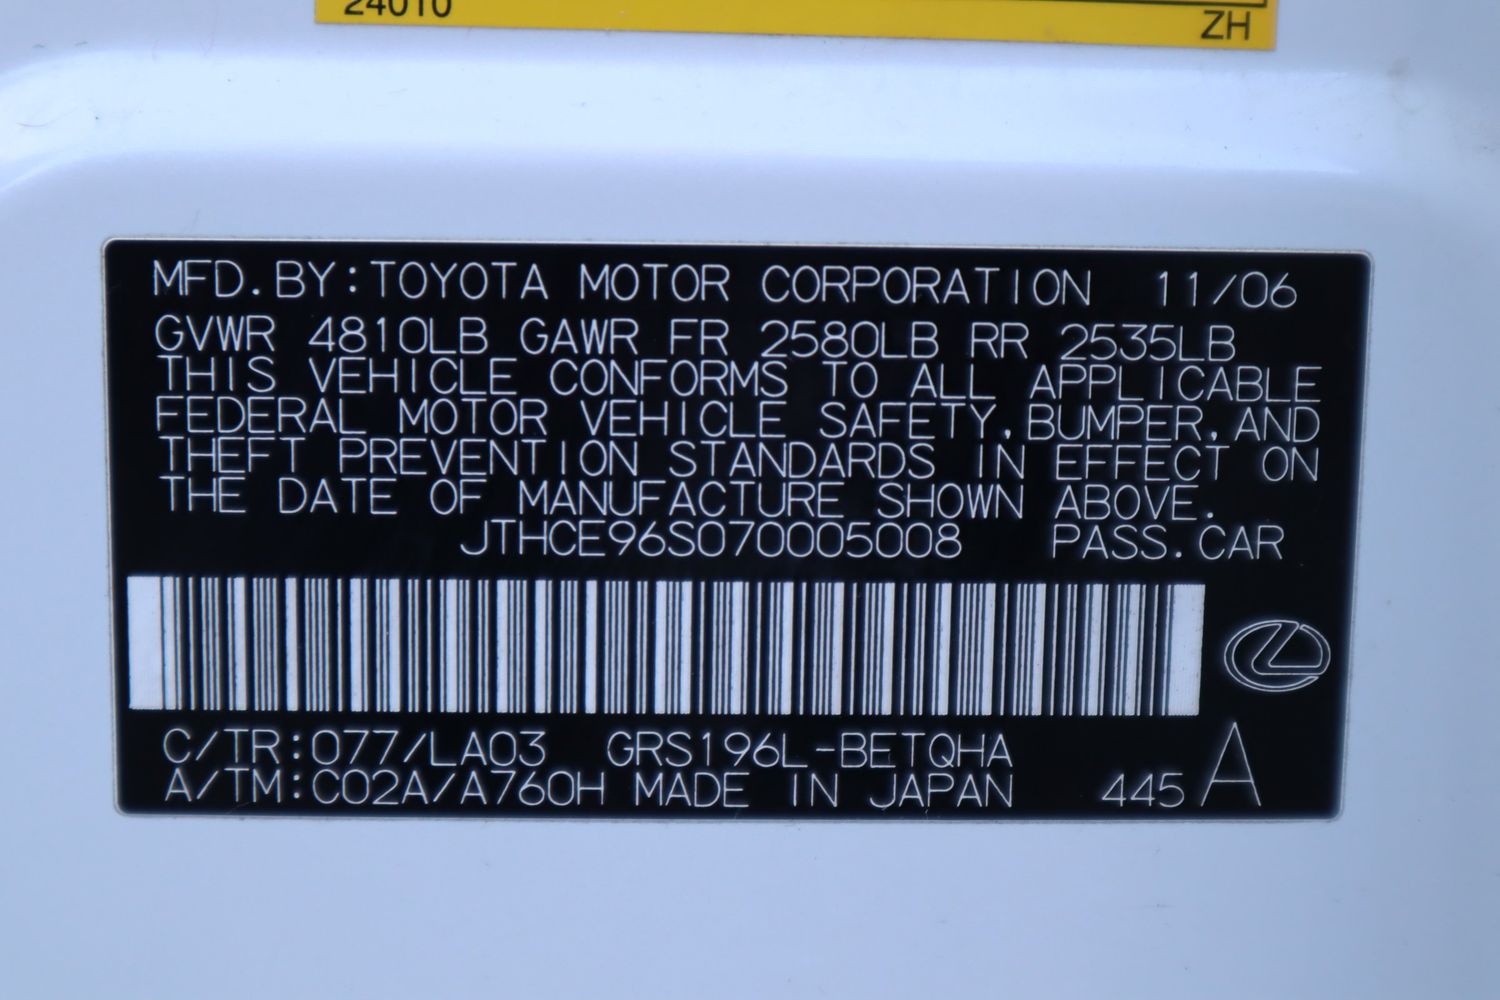 24010 ZH
MFD. BY: TOYOTA MOTOR CORPORATION 11/06
GVWR 4810LB GAWR FR 2580LB RR 2535LB
THIS VEHICLE CONFORMS TO ALL APPLICABLE
FEDERAL MOTOR VEHICLE SAFETY, BUMPER, AND
THEFT PREVENTION STANDARDS IN EFFECT ON
THE DATE OF MANUFACTURE SHOWN ABOVE.
JTHCE96S070005008 PASS. CAR
C/TR: 077/LA03 GRS196L-BETQHA
A/TM: C02A/A760H MADE IN JAPAN 445 A